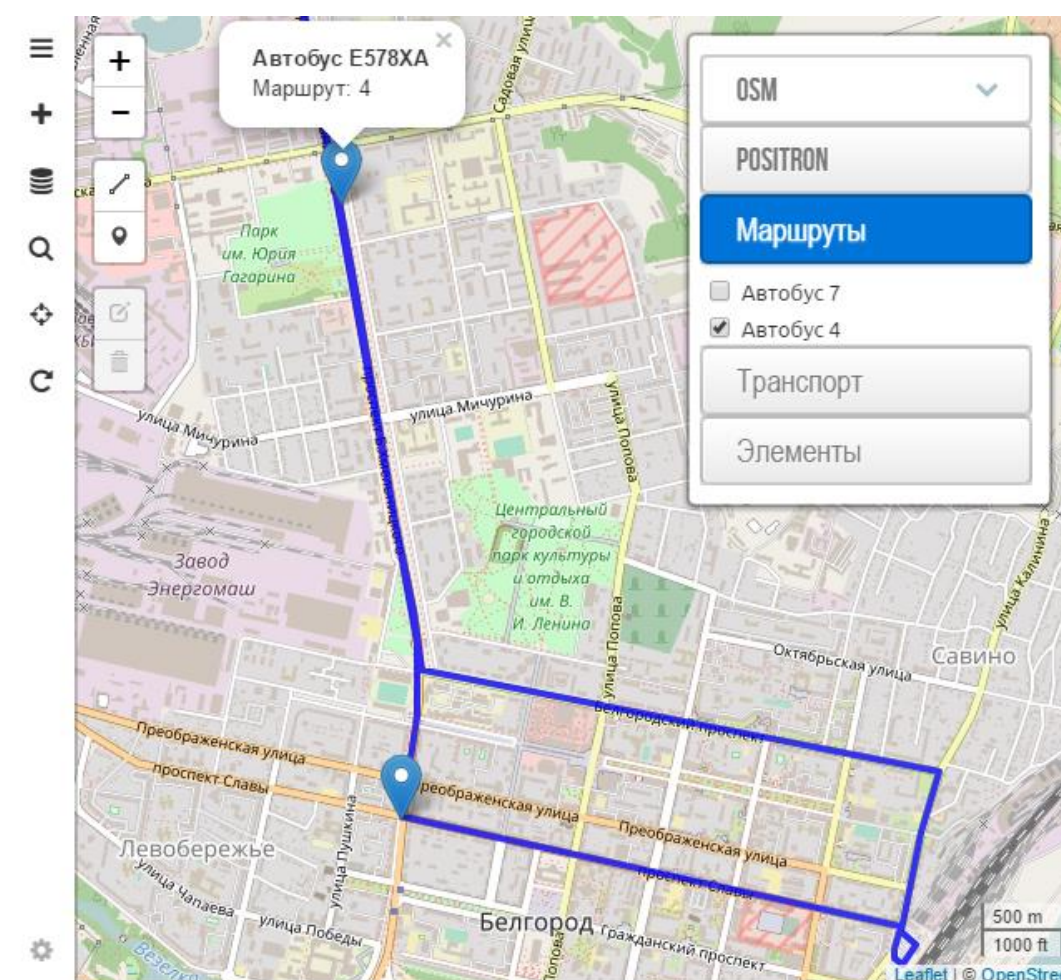 Автобус Е578ХА
Маршрут: 4
Садовая улица
OSM
POSITRON
Маршруты
Автобус 7
Автобус 4
Транспорт
Элементы
Парк
им. Юрия
Гагарина
улица Мичурина
улица Мичурина
проспект Б.Хмельницкого
улица Попова
Центральный
городской
парк культуры
и отдыха
им. В.
И. Ленина
Завод
Энергомаш
улица Калинина
улица Попова
Октябрьская улица
Савино
Белгородский проспект
Преображенская улица
проспект Славы
Преображенская улица
Преображенская улица
проспект Славы
Левобережье
улица Пушкина
улица Чапаева
улица Победы
Белгород
Гражданский проспект
500 m
1000 ft
Leaflet | © OpenStre